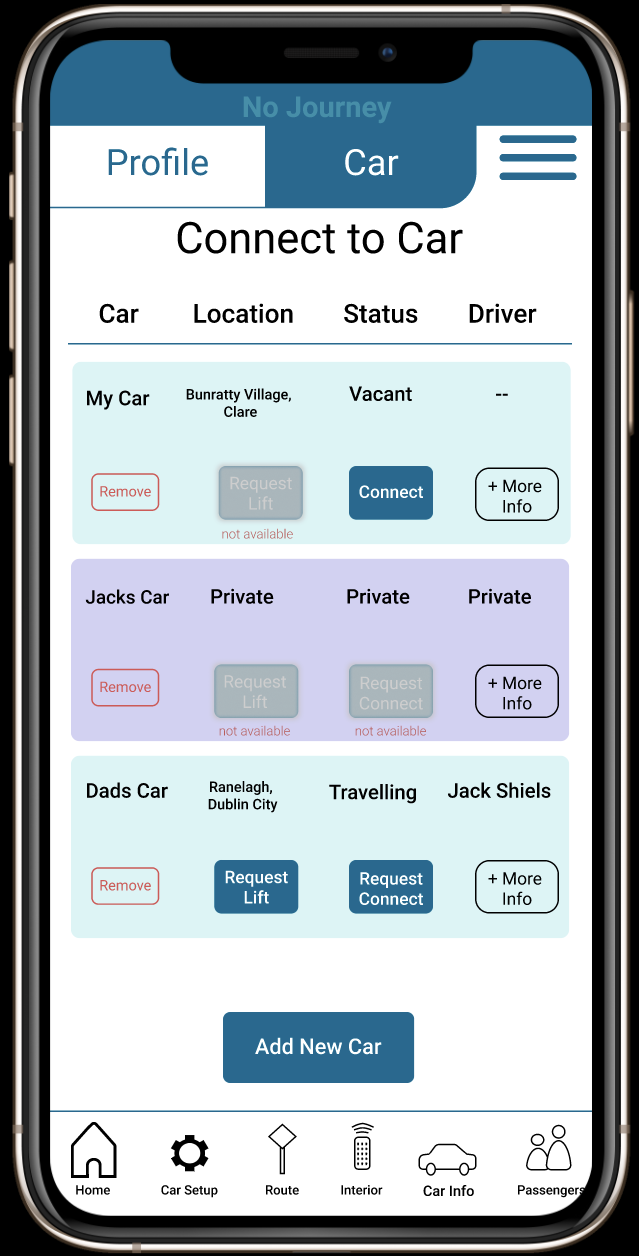 No Journey
Profile
Car
Connect to Car
Car
Location
Status
Driver
My Car
Bunratty Village,
Clare
Vacant
--
Remove
Request
Lift
not available
Connect
+ More
Info
Jacks Car
Private
Private
Private
Remove
Request
Lift
not available
Request
Connect
not available
+ More
Info
Dads Car
Ranelagh,
Dublin City
Travelling
Jack Shiels
Remove
Request
Lift
Request
Connect
+ More
Info
Add New Car
Home
Car Setup
Route
Interior
Car Info
Passengers